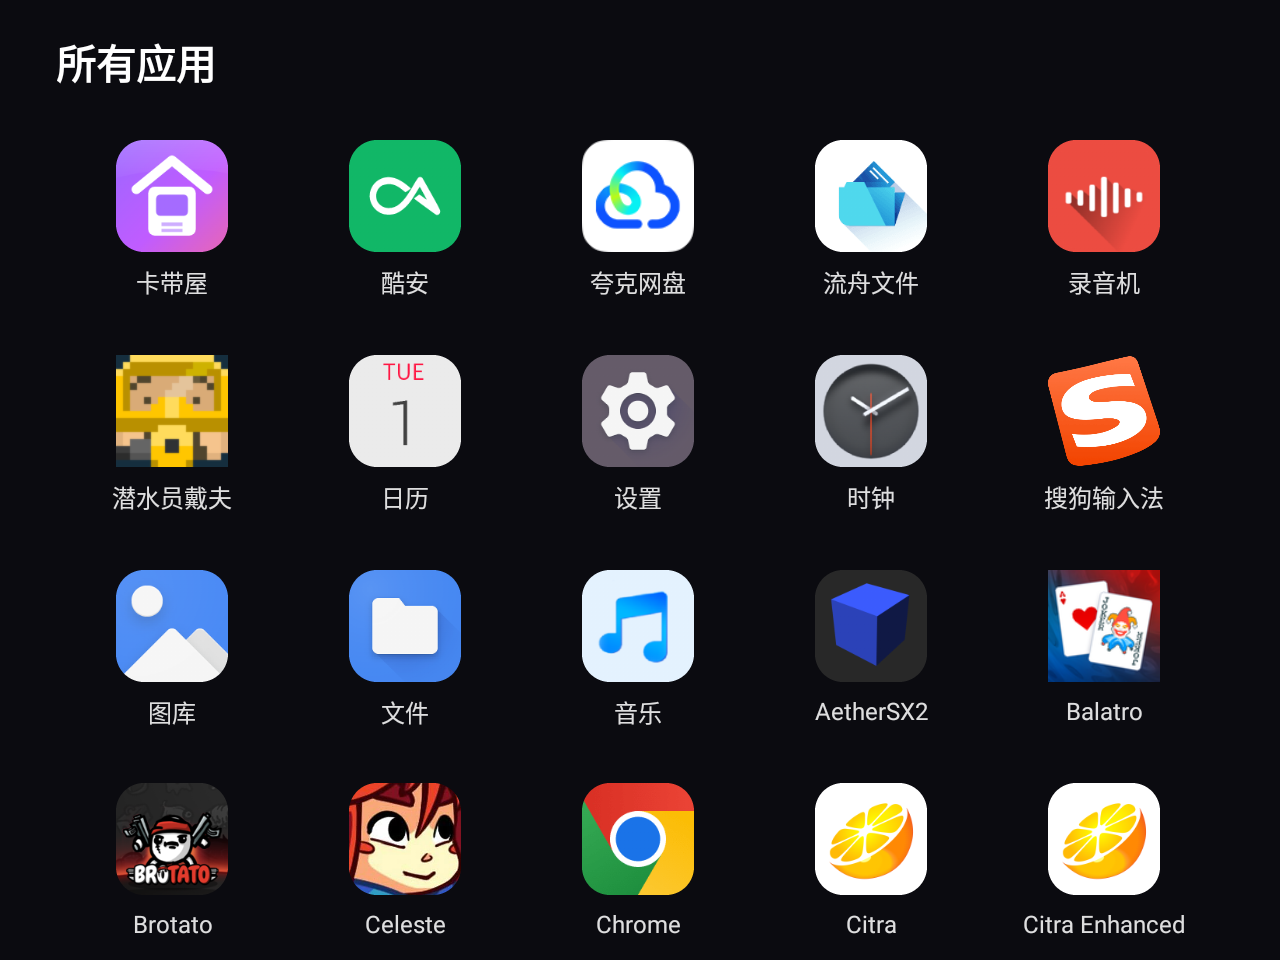 所有应用
卡带屋
酷安
夸克网盘
流舟文件
录音机
TUE
1
潜水员戴夫
日历
设置
时钟
搜狗输入法
图库
文件
音乐
AetherSX2
Balatro
BROTATO
Brotato
Celeste
Chrome
Citra
Citra Enhanced